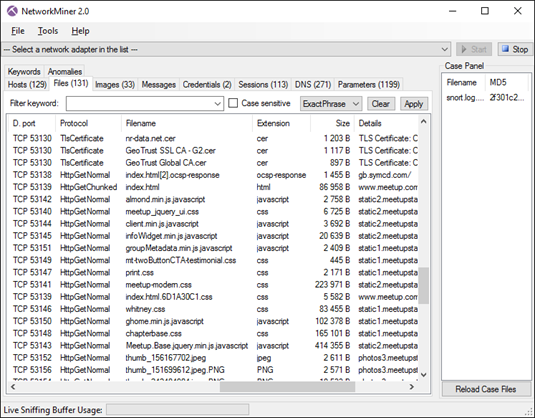 NetworkMiner 2.0
File Tools Help
--- Select a network adapter in the list ---
Start
Stop
Keywords Anomalies
Hosts (129) Files (131) Images (33) Messages Credentials (2) Sessions (113) DNS (271) Parameters (1199)
Filter keyword:
Case sensitive
ExactPhrase
Clear
Apply
D. port Protocol Filename Extension Size Details
TCP 53130 TlsCertificate nr-data.net.cer cer 1 203 B TLS Certificate: C
TCP 53130 TlsCertificate GeoTrust SSL CA - G2.cer cer 1 117 B TLS Certificate: C
TCP 53130 TlsCertificate GeoTrust Global CA.cer cer 897 B TLS Certificate: C
TCP 53138 HttpGetNormal index.html[2].ocsp-response ocsp-response 1 455 B gb.symcd.com/
TCP 53139 HttpGetChunked index.html html 86 958 B www.meetup.com/
TCP 53142 HttpGetNormal almond.min.js.javascript javascript 2 758 B static2.meetupsta
TCP 53140 HttpGetNormal meetup_jquery_ui.css css 6 725 B static2.meetupsta
TCP 53144 HttpGetNormal client.min.js.javascript javascript 3 692 B static2.meetupsta
TCP 53145 HttpGetNormal infoWidget.min.js.javascript javascript 20 639 B static1.meetupsta
TCP 53151 HttpGetNormal groupMetadata.min.js.javascript javascript 2 409 B static1.meetupsta
TCP 53149 HttpGetNormal mt-twoButtonCTA-testimonial.css css 445 B static1.meetupsta
TCP 53147 HttpGetNormal print.css css 271 B static1.meetupsta
TCP 53141 HttpGetNormal meetup-modern.css css 223 971 B static2.meetupsta
TCP 53139 HttpGetNormal index.html.6D1A30C1.css css 5 582 B www.meetup.com/
TCP 53146 HttpGetNormal whitney.css css 83 455 B static1.meetupsta
TCP 53150 HttpGetNormal ghome.min.js.javascript javascript 102 378 B static1.meetupsta
TCP 53148 HttpGetNormal chapterbase.css css 165 101 B static1.meetupsta
TCP 53143 HttpGetNormal Meetup.Base.jquery.min.js.javascript javascript 414 355 B static2.meetupsta
TCP 53152 HttpGetNormal thumb_156167702.jpeg jpeg 2 611 B photos3.meetupst
TCP 53156 HttpGetNormal thumb_151699612.jpeg.PNG PNG 2 571 B photos1.meetupst
Case Panel
Filename MD5
snort.log.... 2f301c2...
Reload Case Files
Live Sniffing Buffer Usage: